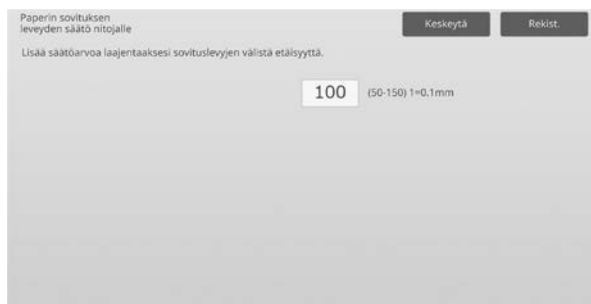 Paperin sovituksen
leveyden säätö nitojalle
Keskeytä
Rekist.
Lisää säätöarvoa laajentaaksesi sovituslevyjen välistä etäisyyttä.
100 (50-150) 1=0.1mm